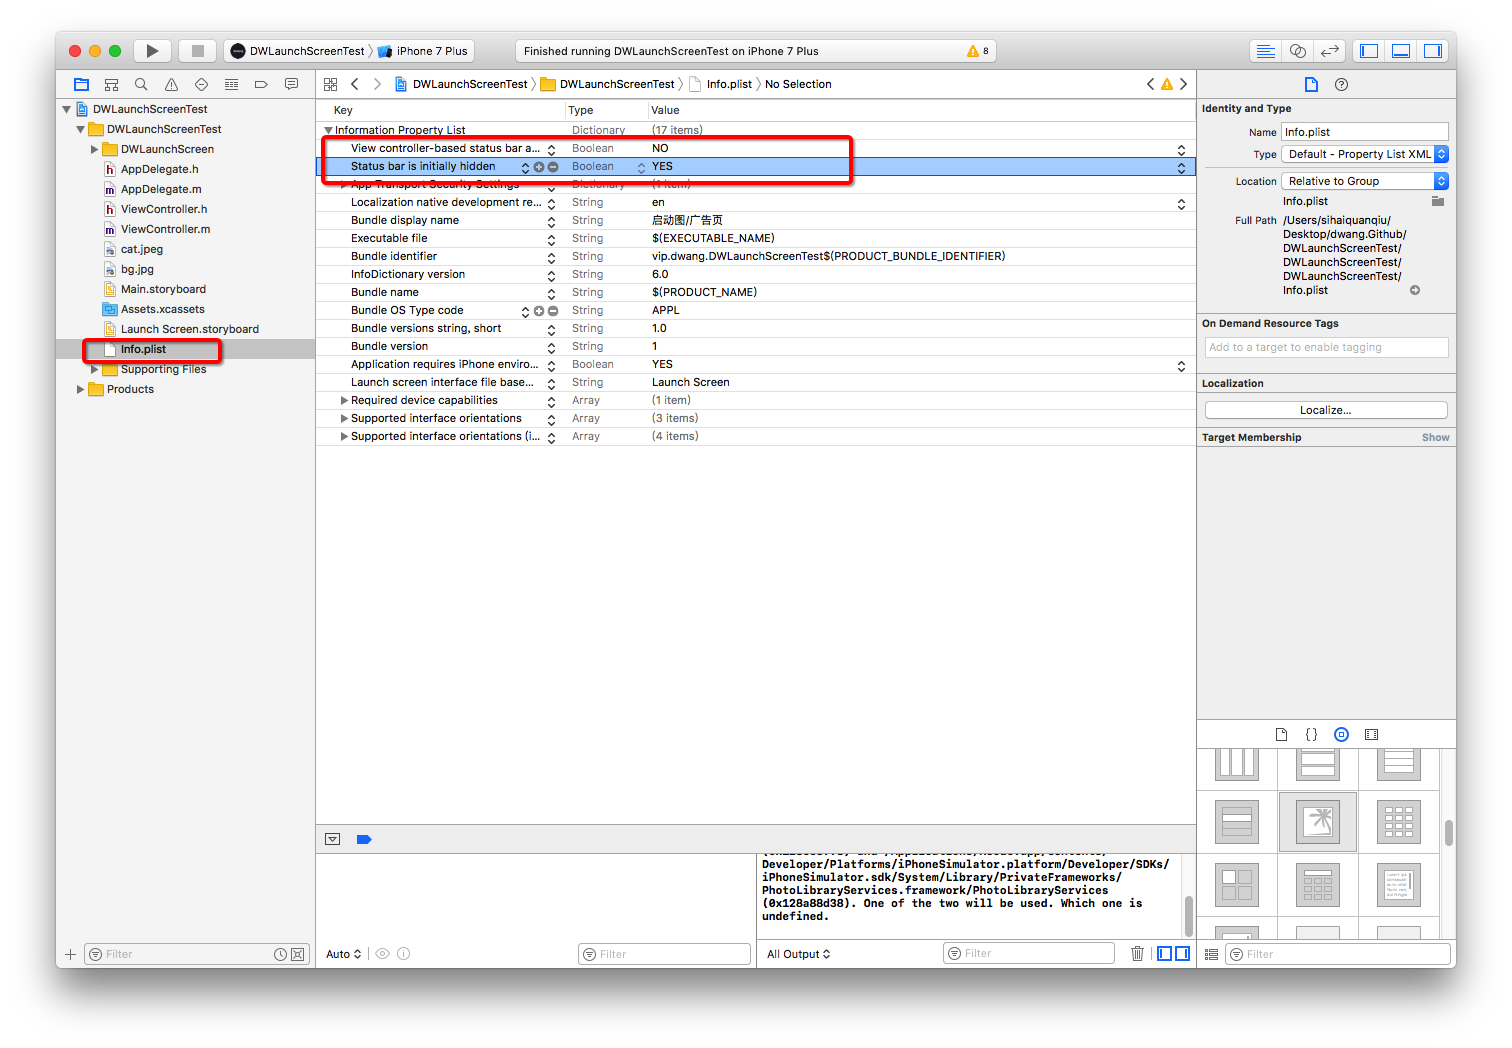 DWLaunchScreenTest
iPhone 7 Plus
Finished running DWLaunchScreenTest on iPhone 7 Plus
8
DWLaunchScreenTest
DWLaunchScreenTest
DWLaunchScreen
AppDelegate.h
AppDelegate.m
ViewController.h
ViewController.m
cat.jpeg
bg.jpg
Main.storyboard
Assets.xcassets
Launch Screen.storyboard
Info.plist
Supporting Files
Products
Filter
DWLaunchScreenTest
DWLaunchScreenTest
Info.plist
No Selection
Key Type Value
Information Property List Dictionary (17 items)
View controller-based status bar a... Boolean NO
Status bar is initially hidden Boolean YES
App Transport Security Settings Dictionary (1 item)
Localization native development re... String en
Bundle display name String 启动图/广告页
Executable file String $(EXECUTABLE_NAME)
Bundle identifier String vip.dwang.DWLaunchScreenTest$(PRODUCT_BUNDLE_IDENTIFIER)
InfoDictionary version String 6.0
Bundle name String $(PRODUCT_NAME)
Bundle OS Type code String APPL
Bundle versions string, short String 1.0
Bundle version String 1
Application requires iPhone enviro... Boolean YES
Launch screen interface file base... String Launch Screen
Required device capabilities Array (1 item)
Supported interface orientations Array (3 items)
Supported interface orientations (i... Array (4 items)
Developer/Platforms/iPhoneSimulator.platform/Developer/SDKs/
iPhoneSimulator.sdk/System/Library/PrivateFrameworks/
PhotoLibraryServices.framework/PhotoLibraryServices
(0x128a88d38). One of the two will be used. Which one is
undefined.
Auto
Filter
All Output
Filter
Identity and Type
Name Info.plist
Type Default - Property List XML
Location Relative to Group
Info.plist
Full Path /Users/sihaiquanqiu/
Desktop/dwang.Github/
DWLaunchScreenTest/
DWLaunchScreenTest/
DWLaunchScreenTest/
Info.plist
On Demand Resource Tags
Add to a target to enable tagging
Localization
Localize...
Target Membership Show
Filter